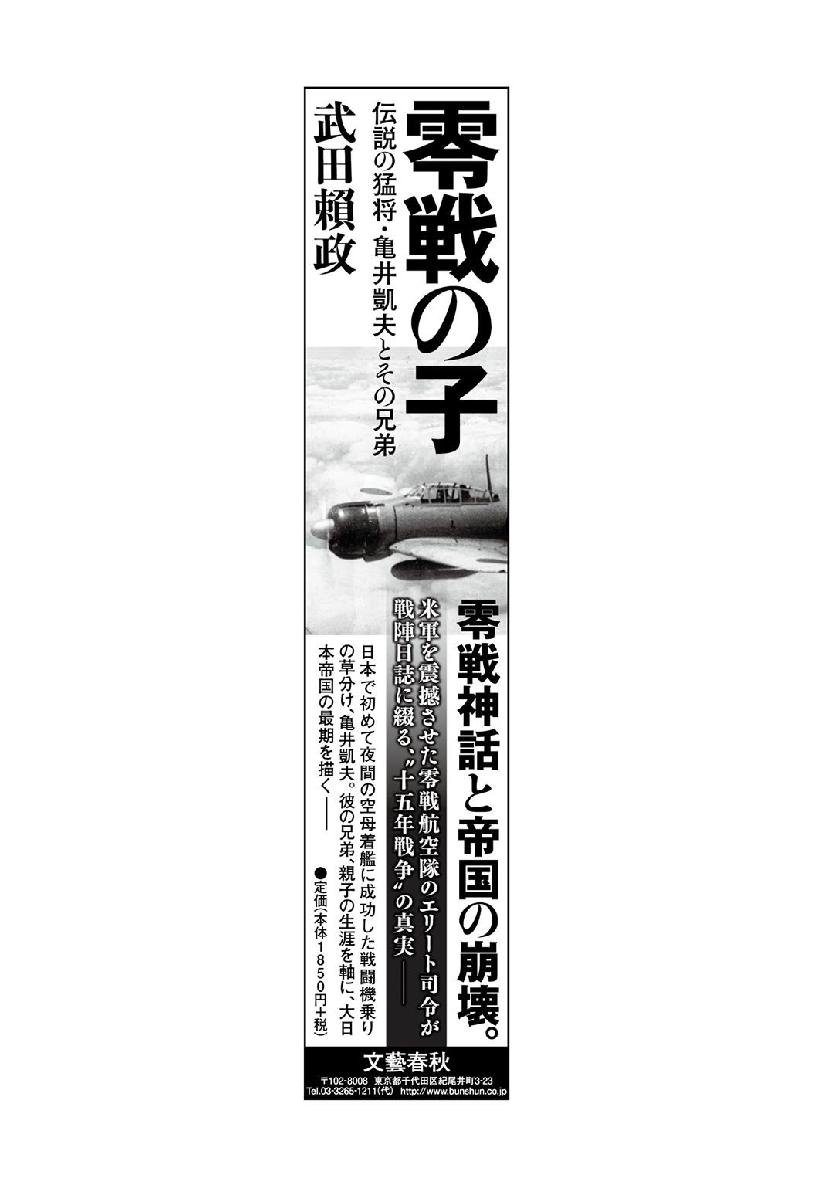 零戦の子
伝説の猛将・亀井凱夫とその兄弟
武田賴政
零戦神話と帝国の崩壊。
米軍を震撼させた零戦航空隊のエリート司令が
戦陣日誌に綴る、〝十五年戦争〟の真実――
日本で初めて夜間の空母着艦に成功した戦闘機乗り
の草分け、亀井凱夫。彼の兄弟、親子の生涯を軸に、大日
本帝国の最期を描く――
●定価(本体1850円+税)
文藝春秋
〒102-8008 東京都千代田区紀尾井町3-23
Tel.03-3265-1211(代) http://www.bunshun.co.jp